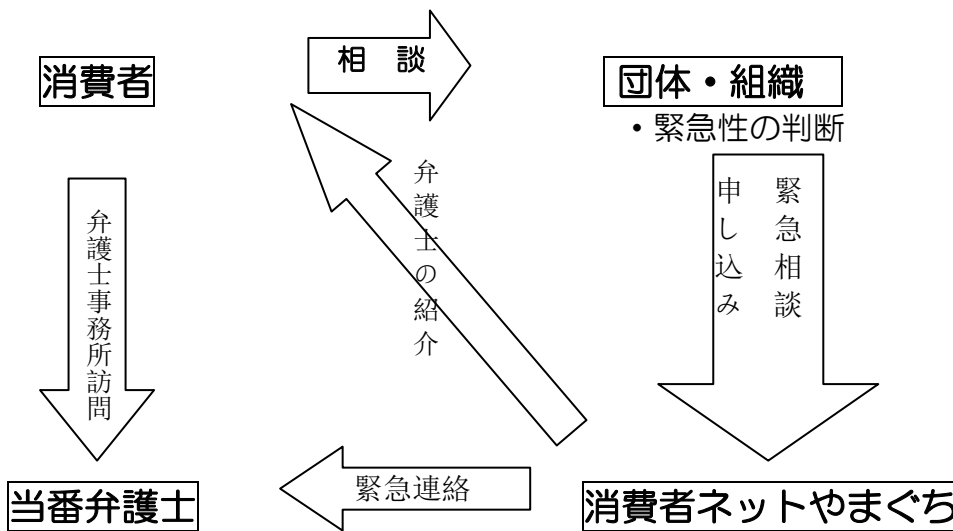 相　談
消費者
団体・組織
・緊急性の判断
弁護士の紹介
緊急相談
申し込み
弁護士事務所訪問
緊急連絡
当番弁護士
消費者ネットやまぐち